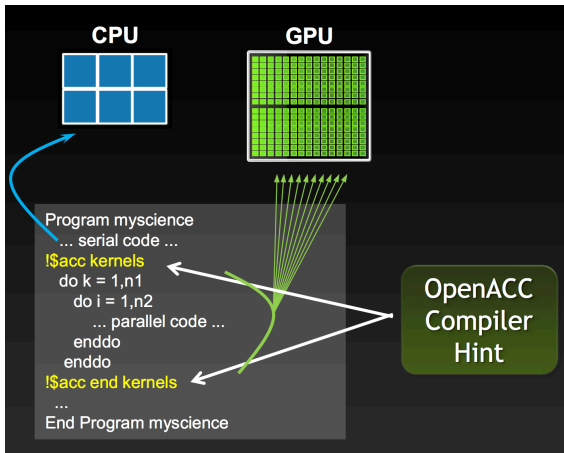 CPU
GPU
Program myscience
... serial code ...
!$acc kernels
do k = 1,n1
do i = 1,n2
... parallel code ...
enddo
enddo
!$acc end kernels
...
End Program myscience
OpenACC
Compiler
Hint